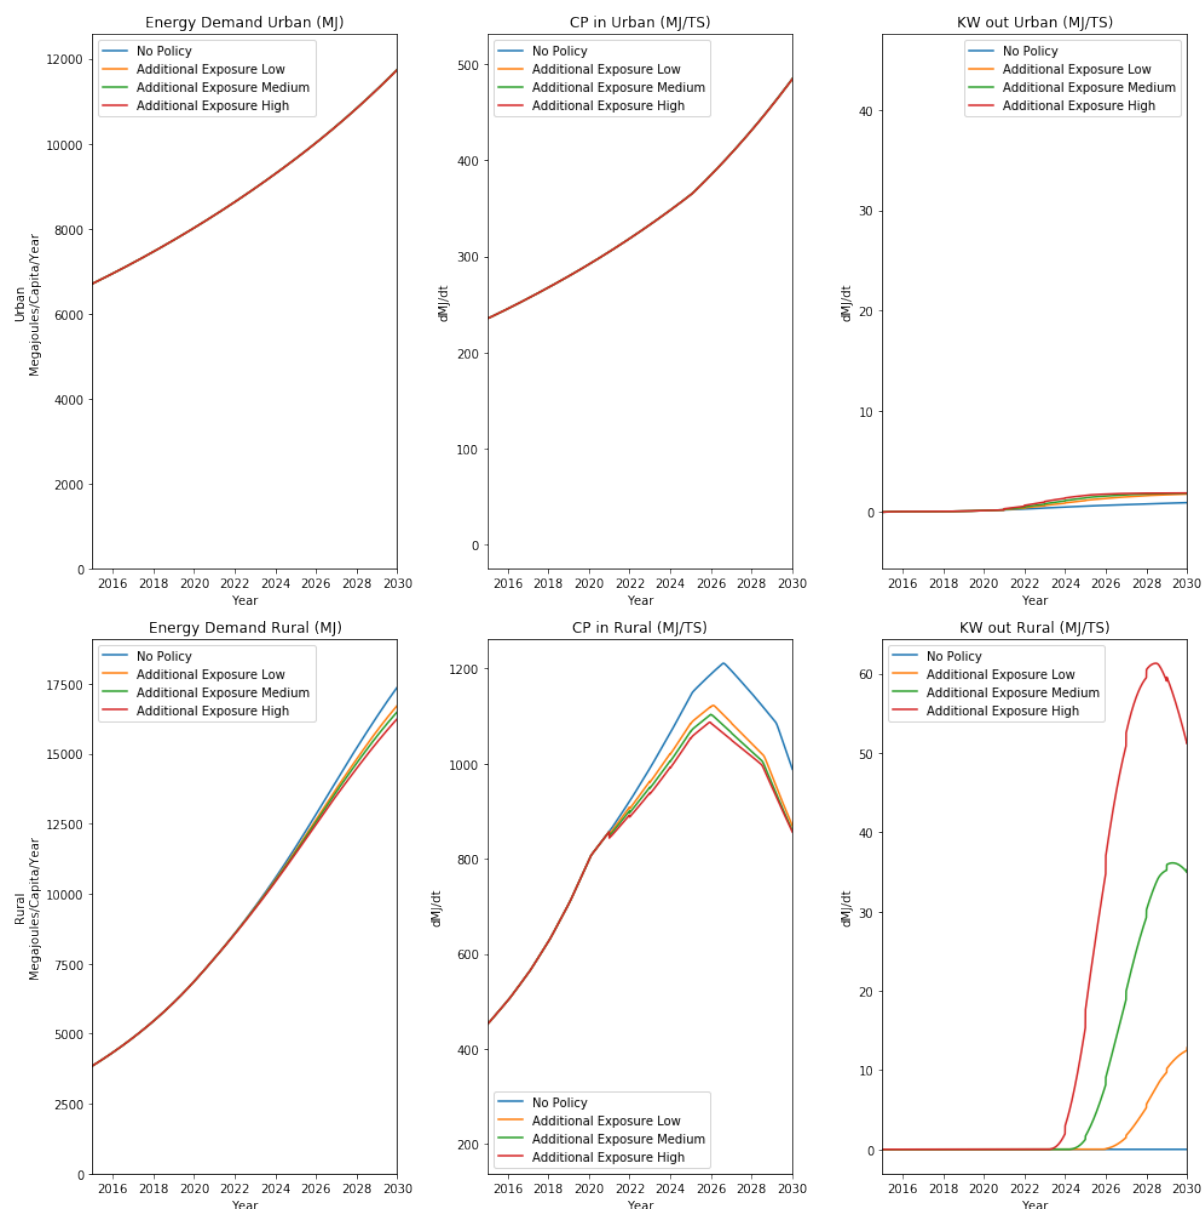 Energy Demand Urban (MJ)
No Policy
Additional Exposure Low
Additional Exposure Medium
Additional Exposure High
12000
10000
8000
6000
4000
2000
0
Urban
Megajoules/Capita/Year
2016 2018 2020 2022 2024 2026 2028 2030
Year
CP in Urban (MJ/TS)
No Policy
Additional Exposure Low
Additional Exposure Medium
Additional Exposure High
500
400
300
200
100
0
dMJ/dt
2016 2018 2020 2022 2024 2026 2028 2030
Year
KW out Urban (MJ/TS)
No Policy
Additional Exposure Low
Additional Exposure Medium
Additional Exposure High
40
30
20
10
0
dMJ/dt
2016 2018 2020 2022 2024 2026 2028 2030
Year
Energy Demand Rural (MJ)
No Policy
Additional Exposure Low
Additional Exposure Medium
Additional Exposure High
17500
15000
12500
10000
7500
5000
2500
0
Rural
Megajoules/Capita/Year
2016 2018 2020 2022 2024 2026 2028 2030
Year
CP in Rural (MJ/TS)
1200
1000
800
600
400
200
dMJ/dt
No Policy
Additional Exposure Low
Additional Exposure Medium
Additional Exposure High
2016 2018 2020 2022 2024 2026 2028 2030
Year
KW out Rural (MJ/TS)
No Policy
Additional Exposure Low
Additional Exposure Medium
Additional Exposure High
60
50
40
30
20
10
0
dMJ/dt
2016 2018 2020 2022 2024 2026 2028 2030
Year